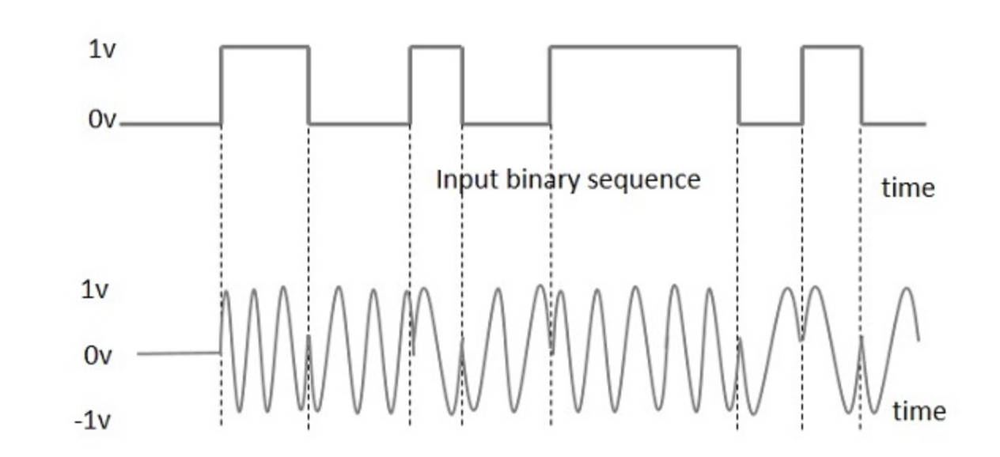 1v
0v
Input binary sequence
time
1v
0v
-1v
time